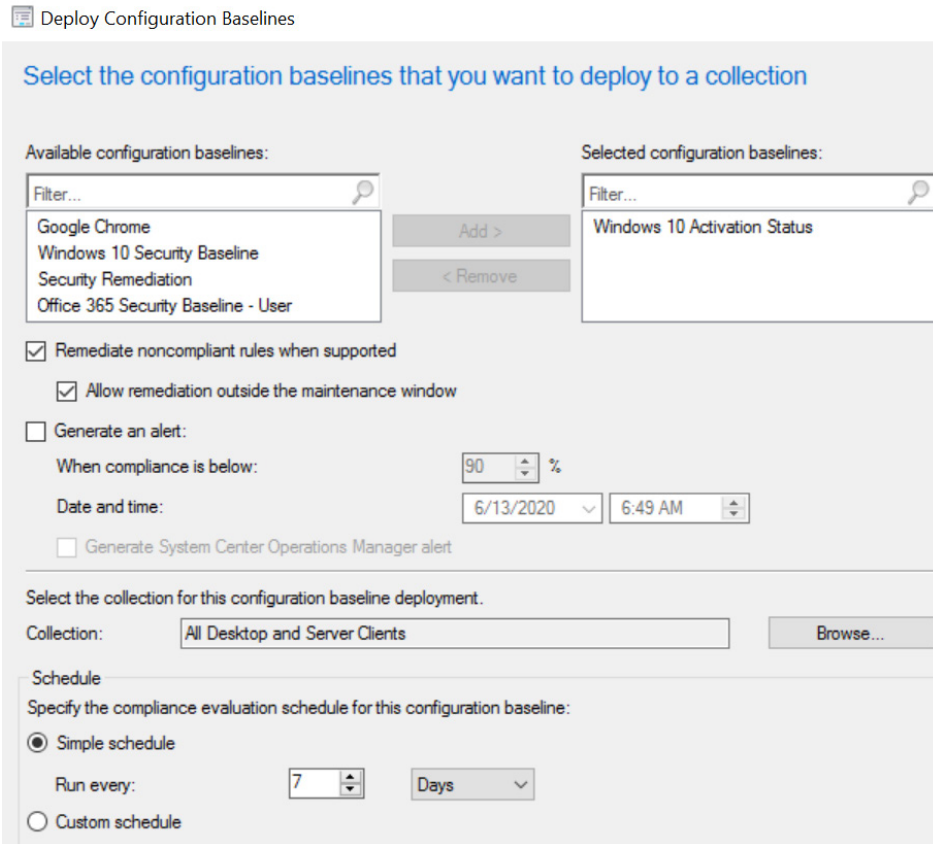 Deploy Configuration Baselines
Select the configuration baselines that you want to deploy to a collection
Available configuration baselines:
Selected configuration baselines:
Filter...
Filter...
Google Chrome
Windows 10 Security Baseline
Security Remediation
Office 365 Security Baseline - User
Add >
< Remove
Windows 10 Activation Status
Remediate noncompliant rules when supported
Allow remediation outside the maintenance window
Generate an alert:
When compliance is below: 90 %
Date and time: 6/13/2020 6:49 AM
Generate System Center Operations Manager alert
Select the collection for this configuration baseline deployment.
Collection: All Desktop and Server Clients Browse...
Schedule
Specify the compliance evaluation schedule for this configuration baseline:
Simple schedule
Run every: 7 Days
Custom schedule